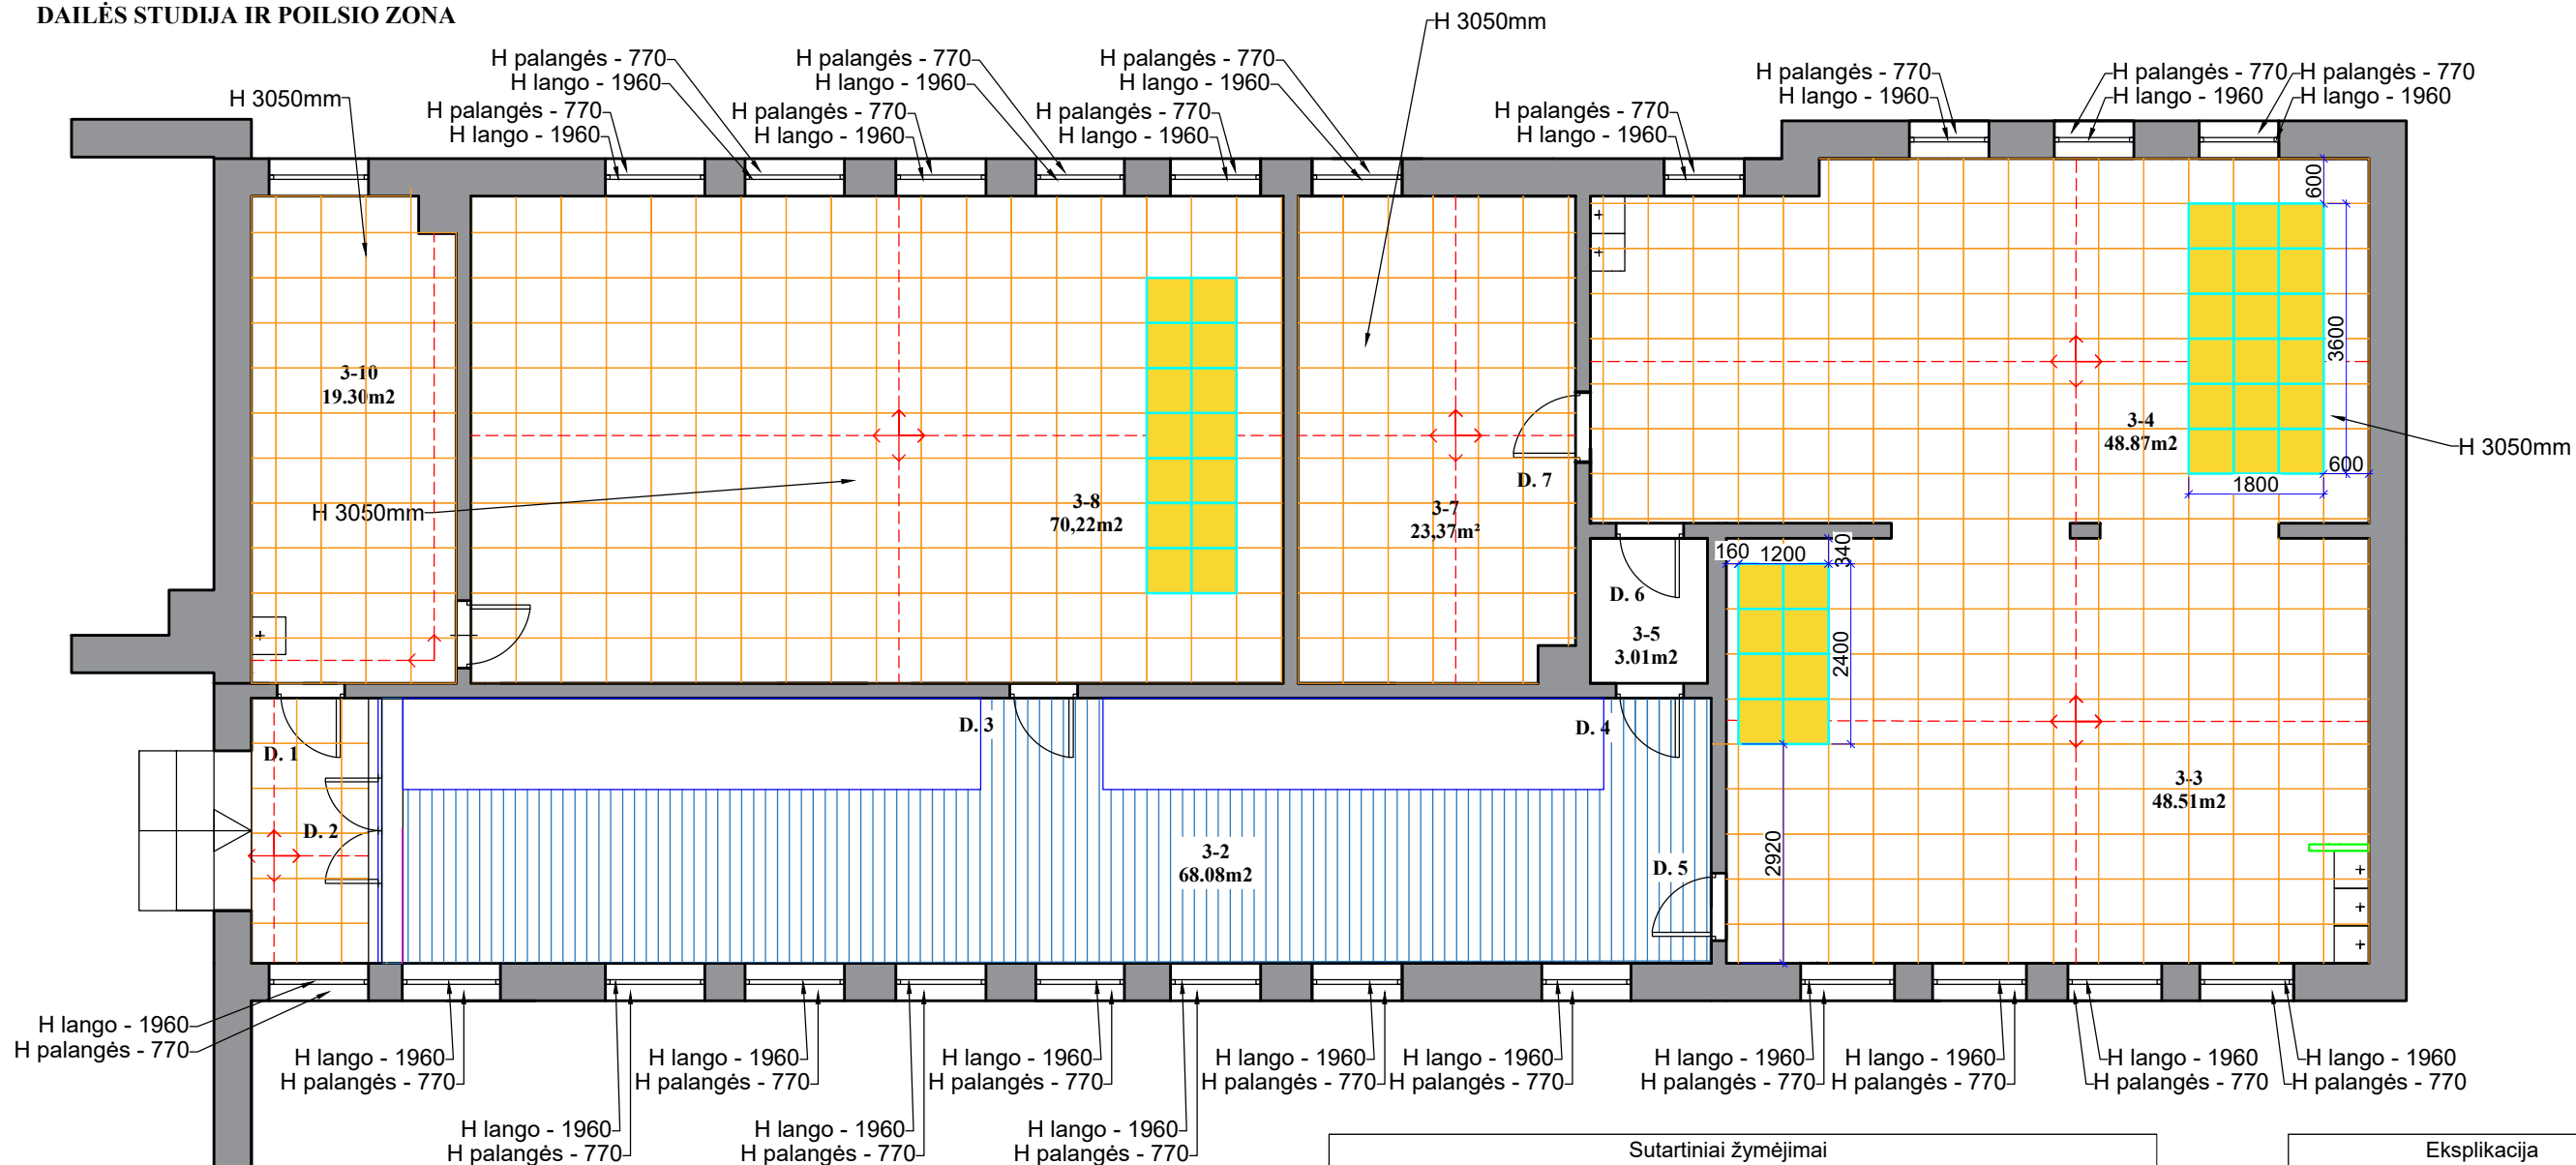 DAILĖS STUDIJA IR POILSIO ZONA
H 3050mm
H palangės - 770
H lango - 1960
H palangės - 770
H lango - 1960
H palangės - 770
H lango - 1960
H palangės - 770
H lango - 1960
H palangės - 770
H lango - 1960
H palangės - 770
H lango - 1960
H 3050mm
H palangės - 770
H lango - 1960
H palangės - 770
H lango - 1960
H palangės - 770
H lango - 1960
H palangės - 770
H lango - 1960
600
3600
3-10
19.30m2
3-4
48.87m2
H 3050mm
600
1800
H 3050mm
3-8
70,22m2
3-7
23,37m²
D. 7
160
1200
340
2400
D. 6
3-5
3.01m2
D. 1
D. 3
D. 4
D. 2
3-3
48.51m2
3-2
68.08m2
D. 5
2920
H lango - 1960
H palangės - 770
H lango - 1960
H palangės - 770
H lango - 1960
H palangės - 770
H lango - 1960
H palangės - 770
H lango - 1960
H palangės - 770
H lango - 1960
H palangės - 770
H lango - 1960
H palangės - 770
H lango - 1960
H palangės - 770
H lango - 1960
H palangės - 770
H lango - 1960
H palangės - 770
H lango - 1960
H palangės - 770
H lango - 1960
H palangės - 770
H lango - 1960
H palangės - 770
Sutartiniai žymėjimai
Eksplikacija